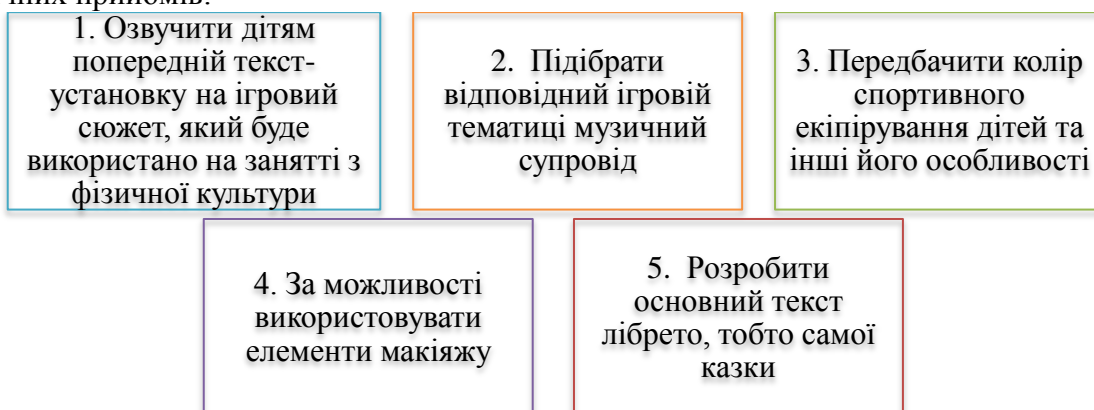 1. Озвучити дітям
попередній текст-
установку на ігровий
сюжет, який буде
використано на занятті з
фізичної культури
2. Підібрати
відповідний ігровій
тематиці музичний
супровід
3. Передбачити колір
спортивного
екіпірування дітей та
інші його особливості
4. За можливості
використовувати
елементи макіяжу
5. Розробити
основний текст
лібрето, тобто самої
казки